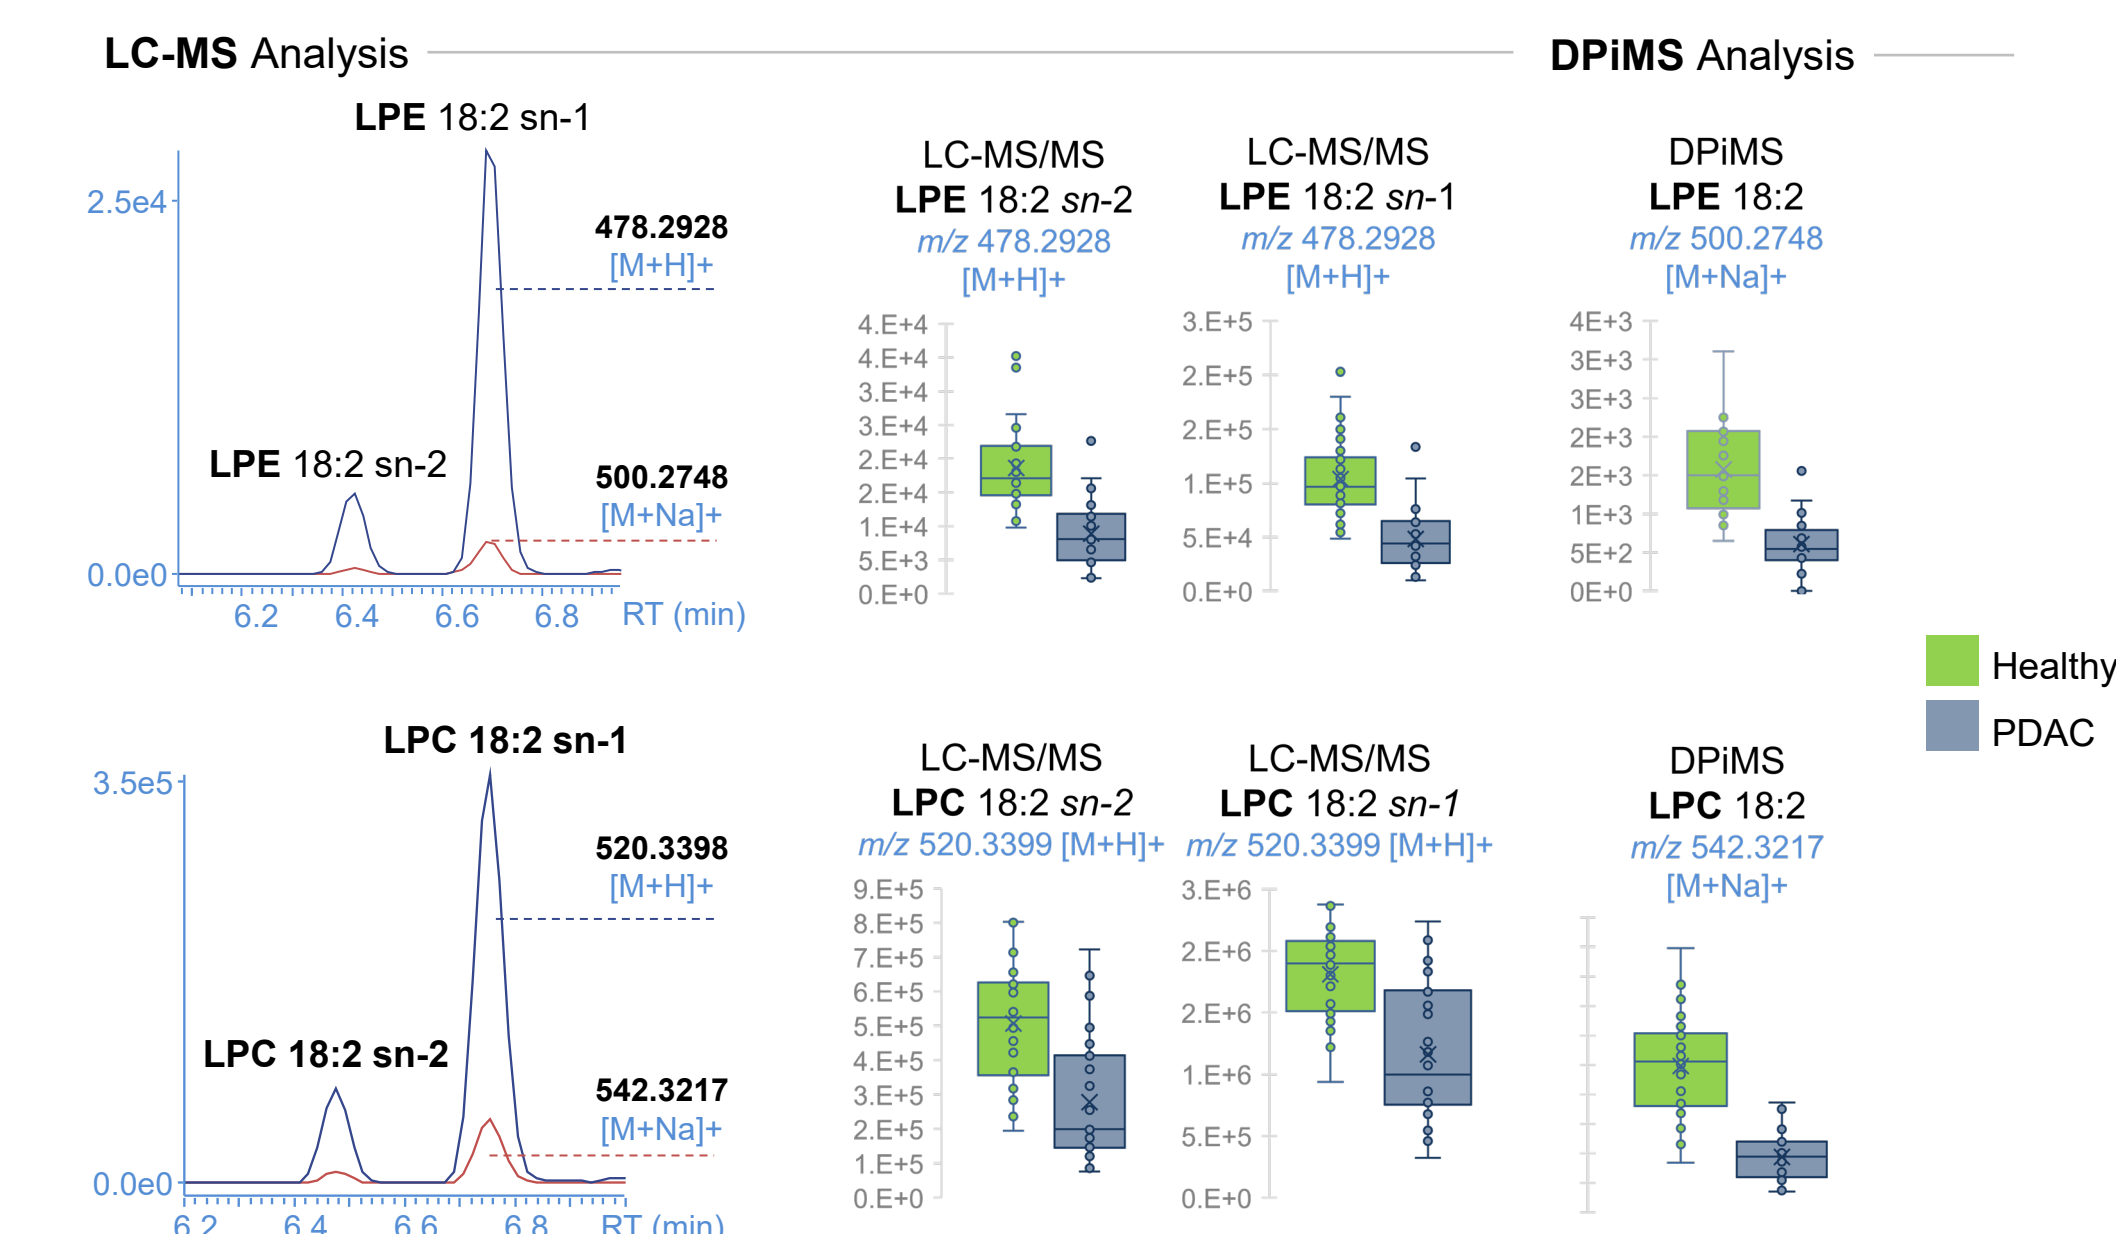 LC-MS Analysis
DPiMS Analysis
LPE 18:2 sn-1
2.5e4
478.2928
[M+H]+
LPE 18:2 sn-2
500.2748
[M+Na]+
0.0e0
6.2 6.4 6.6 6.8 RT (min)
LC-MS/MS
LPE 18:2 sn-2
m/z 478.2928
[M+H]+
4.E+4
4.E+4
3.E+4
3.E+4
2.E+4
2.E+4
1.E+4
5.E+3
0.E+0
LC-MS/MS
LPE 18:2 sn-1
m/z 478.2928
[M+H]+
3.E+5
2.E+5
2.E+5
1.E+5
5.E+4
0.E+0
DPiMS
LPE 18:2
m/z 500.2748
[M+Na]+
4E+3
3E+3
3E+3
2E+3
2E+3
1E+3
5E+2
0E+0
Healthy
PDAC
LPC 18:2 sn-1
3.5e5
520.3398
[M+H]+
LPC 18:2 sn-2
542.3217
[M+Na]+
0.0e0
6.2 6.4 6.6 6.8 RT (min)
LC-MS/MS
LPC 18:2 sn-2
m/z 520.3399 [M+H]+
9.E+5
8.E+5
7.E+5
6.E+5
5.E+5
4.E+5
3.E+5
2.E+5
1.E+5
0.E+0
LC-MS/MS
LPC 18:2 sn-1
m/z 520.3399 [M+H]+
3.E+6
2.E+6
2.E+6
1.E+6
5.E+5
0.E+0
DPiMS
LPC 18:2
m/z 542.3217
[M+Na]+